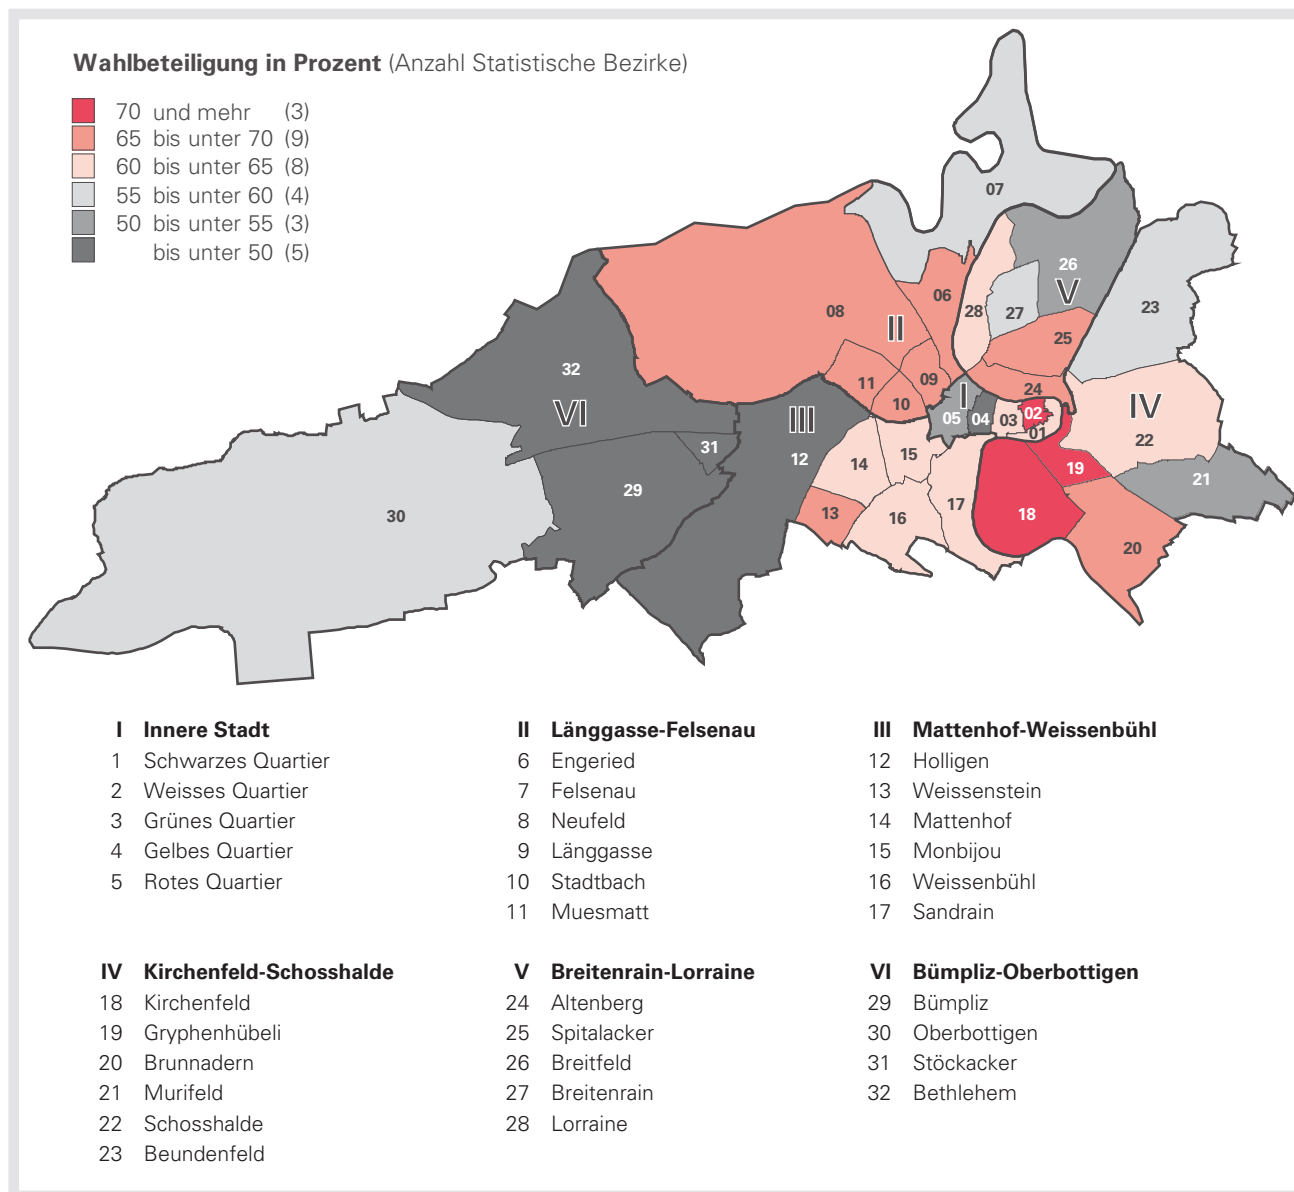 Wahlbeteiligung in Prozent (Anzahl Statistische Bezirke)
70 und mehr (3)
65 bis unter 70 (9)
60 bis unter 65 (8)
55 bis unter 60 (4)
50 bis unter 55 (3)
bis unter 50 (5)
07
26
V
23
06
28
27
08
II
25
32
11
09
24
10
I
VI
III
05
04
03
02
01
IV
22
31
12
14
15
19
21
29
13
16
17
18
30
20
I Innere Stadt
1 Schwarzes Quartier
2 Weisses Quartier
3 Grünes Quartier
4 Gelbes Quartier
5 Rotes Quartier
II Länggasse-Felsenau
6 Engeried
7 Felsenau
8 Neufeld
9 Länggasse
10 Stadtbach
11 Muesmatt
III Mattenhof-Weissenbühl
12 Holligen
13 Weissenstein
14 Mattenhof
15 Monbijou
16 Weissenbühl
17 Sandrain
IV Kirchenfeld-Schosshalde
18 Kirchenfeld
19 Gryphenhübeli
20 Brunnadern
21 Murifeld
22 Schosshalde
23 Beundenfeld
V Breitenrain-Lorraine
24 Altenberg
25 Spitalacker
26 Breitfeld
27 Breitenrain
28 Lorraine
VI Bümpliz-Oberbottigen
29 Bümpliz
30 Oberbottigen
31 Stöckacker
32 Bethlehem